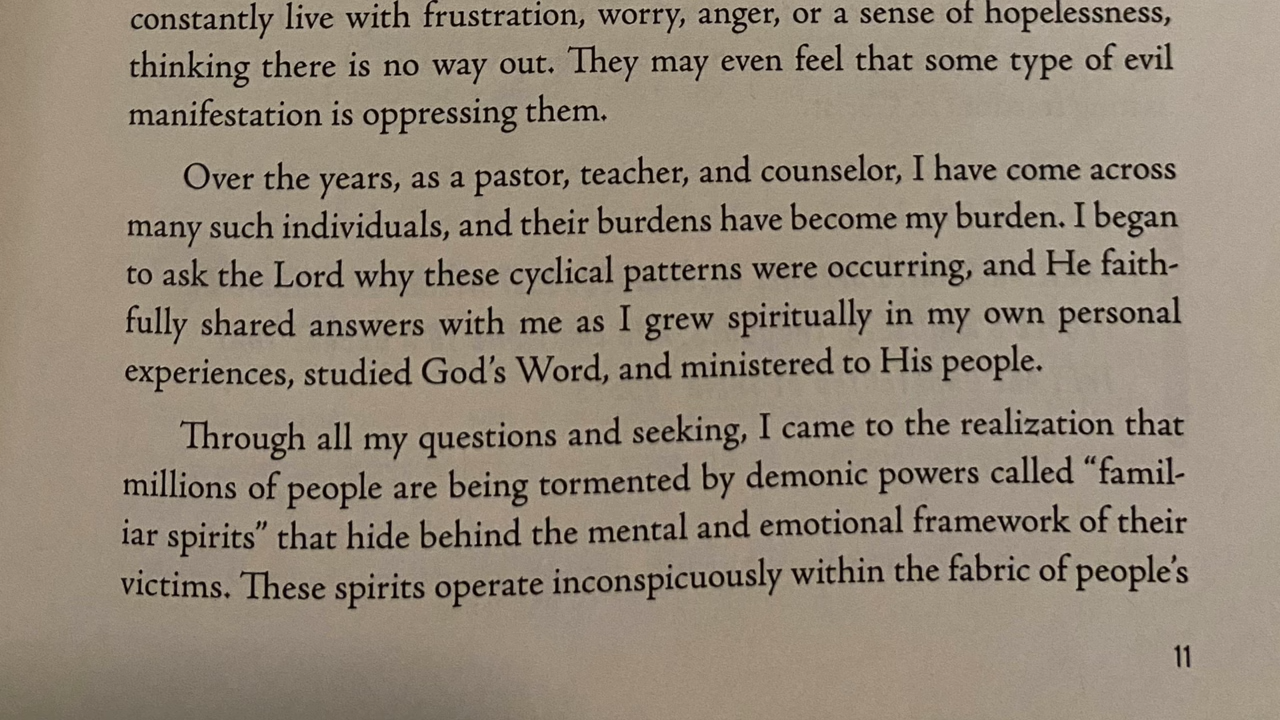 constantly live with frustration, worry, anger, or a sense of hopelessness,
thinking there is no way out. They may even feel that some type of evil
manifestation is oppressing them.
Over the years, as a pastor, teacher, and counselor, I have come across
many such individuals, and their burdens have become my burden. I began
to ask the Lord why these cyclical patterns were occurring, and He faith-
fully shared answers with me as I grew spiritually in my own personal
experiences, studied God's Word, and ministered to His people.
Through all my questions and seeking, I came to the realization that
millions of people are being tormented by demonic powers called “famil-
iar spirits” that hide behind the mental and emotional framework of their
victims. These spirits operate inconspicuously within the fabric of people's
11